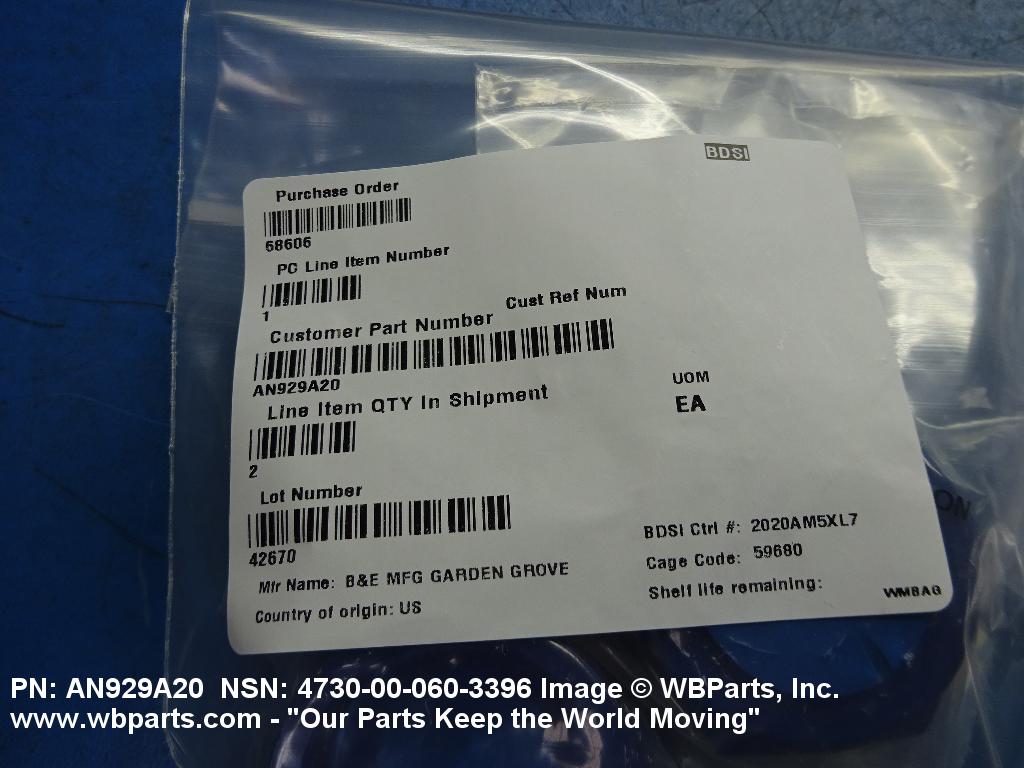 BDSI
Purchase Order
58606
PC Line Item Number
1
Customer Part Number Cust Ref Num
AN929A20
Line Item QTY In Shipment
UOM
EA
2
Lot Number
42670
BDSI Ctrl #: 2020AM5XL7
Mfr Name: B&E MFG GARDEN GROVE
Cage Code: 59680
Country of origin: US
Shelf life remaining:
WMBAG
ON
PN: AN929A20 NSN: 4730-00-060-3396 Image © WBParts, Inc.
www.wbparts.com - "Our Parts Keep the World Moving"